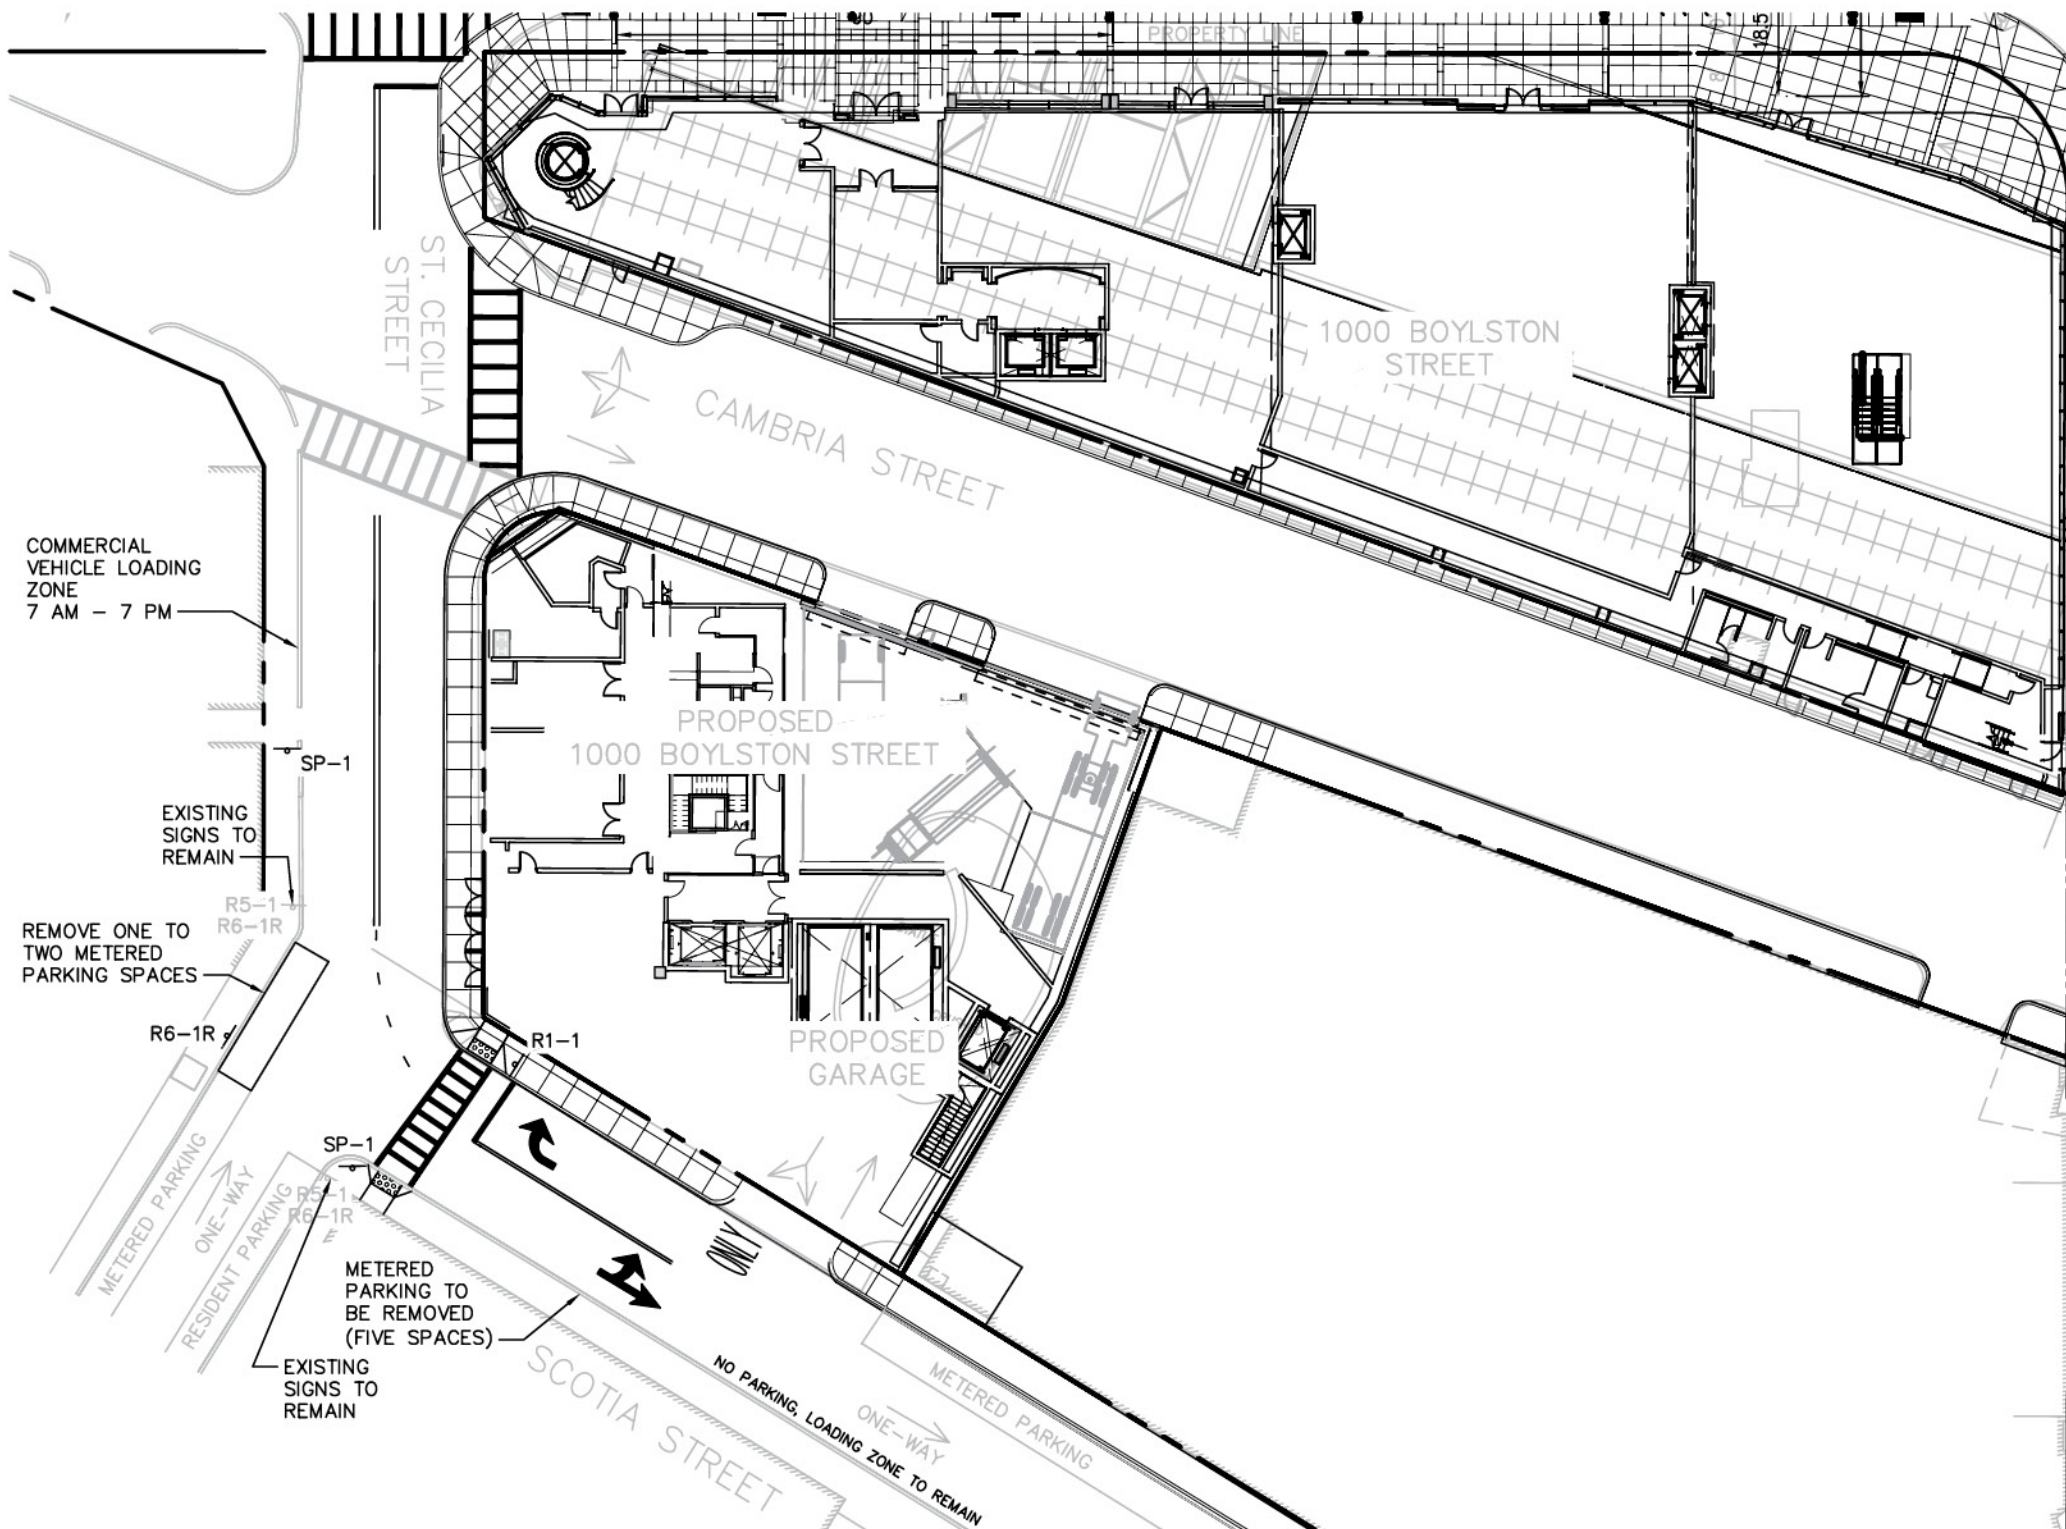 PROPERTY LINE
185
ST. CECILIA
STREET
1000 BOYLSTON
STREET
CAMBRIA STREET
COMMERCIAL
VEHICLE LOADING
ZONE
7 AM - 7 PM
PROPOSED
1000 BOYLSTON STREET
SP-1
EXISTING
SIGNS TO
REMAIN
R5-1
R6-1R
REMOVE ONE TO
TWO METERED
PARKING SPACES
R6-1R
R1-1
PROPOSED
GARAGE
SP-1
METERED PARKING
ONE-WAY
RESIDENT PARKING
R5-1
R6-1R
ONLY
METERED
PARKING TO
BE REMOVED
(FIVE SPACES)
EXISTING
SIGNS TO
REMAIN
SCOTIA STREET
NO PARKING, LOADING ZONE TO REMAIN
ONE-WAY
METERED PARKING